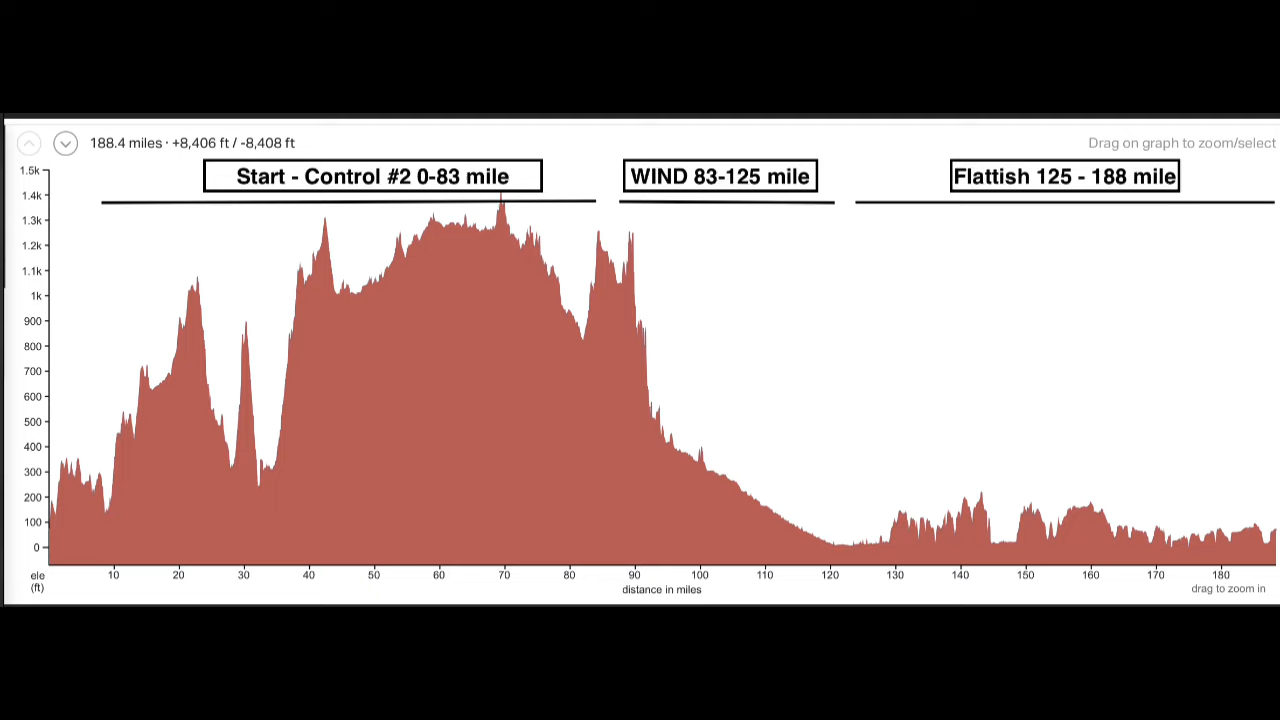 188.4 miles · +8,406 ft / -8,408 ft
Drag on graph to zoom/select
Start - Control #2 0-83 mile
WIND 83-125 mile
Flattish 125 - 188 mile
1.5k
1.4k
1.3k
1.2k
1.1k
1k
900
800
700
600
500
400
300
200
100
0
ele
(ft)
10 20 30 40 50 60 70 80 90 100 110 120 130 140 150 160 170 180
distance in miles
drag to zoom in